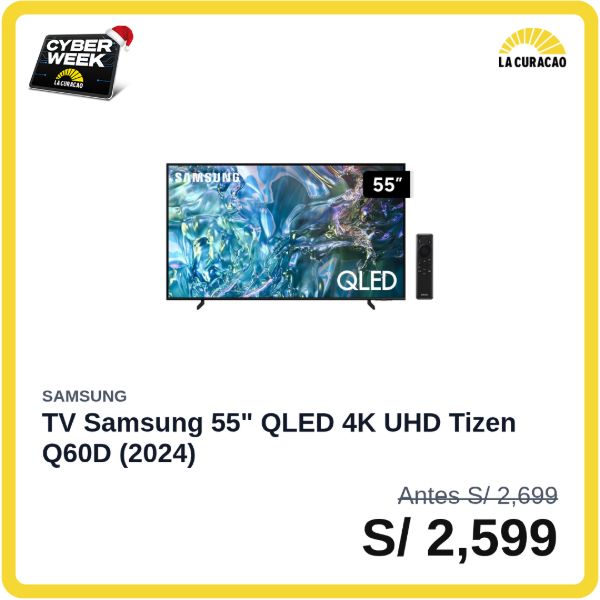 CYBER
WEEK
LA CURACAO
LA CURACAO
SAMSUNG
55”
QLED
SAMSUNG
TV Samsung 55" QLED 4K UHD Tizen
Q60D (2024)
Antes S/ 2,699
S/ 2,599